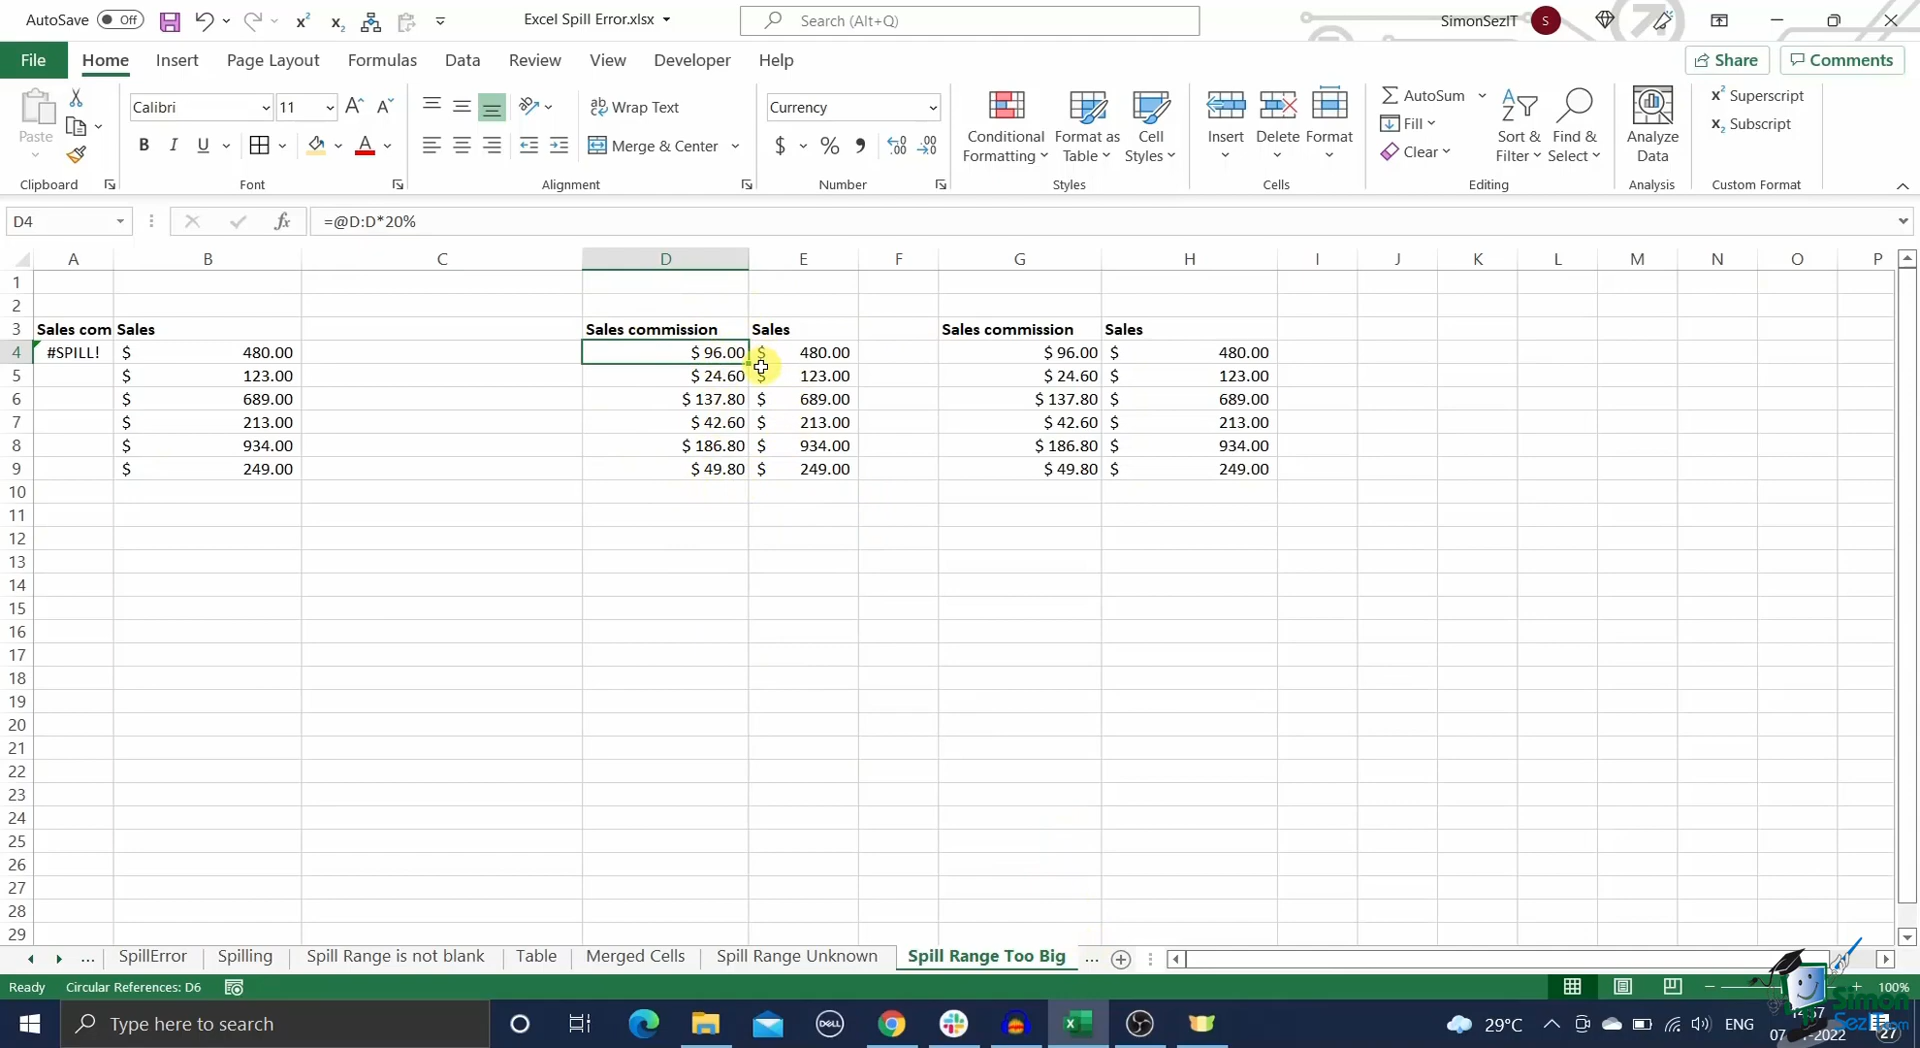 AutoSave Off Excel Spill Error.xlsx Search (Alt+Q) SimonSezIT S
File Home Insert Page Layout Formulas Data Review View Developer Help Share Comments
Paste
Clipboard
Calibri 11
B I U A
Font
Wrap Text
Merge & Center
Alignment
Currency
$ % ,
Number
Conditional Formatting
Format as Table
Cell Styles
Styles
Insert Delete Format
Cells
AutoSum
Fill
Clear
Sort & Filter
Find & Select
Editing
Analyze Data
Analysis
Superscript
Subscript
Custom Format
D4 fx =@D:D*20%
A B C D E F G H I J K L M N O P
1
2
3 Sales com Sales Sales commission Sales Sales commission Sales
4 #SPILL! $ 480.00 $ 96.00 $ 480.00 $ 96.00 $ 480.00
5 $ 123.00 $ 24.60 $ 123.00 $ 24.60 $ 123.00
6 $ 689.00 $ 137.80 $ 689.00 $ 137.80 $ 689.00
7 $ 213.00 $ 42.60 $ 213.00 $ 42.60 $ 213.00
8 $ 934.00 $ 186.80 $ 934.00 $ 186.80 $ 934.00
9 $ 249.00 $ 49.80 $ 249.00 $ 49.80 $ 249.00
10
11
12
13
14
15
16
17
18
19
20
21
22
23
24
25
26
27
28
29
... SpillError Spilling Spill Range is not blank Table Merged Cells Spill Range Unknown Spill Range Too Big ...
Ready Circular References: D6 100%
Type here to search DELL 29°C ENG
27
Simon
SezIT